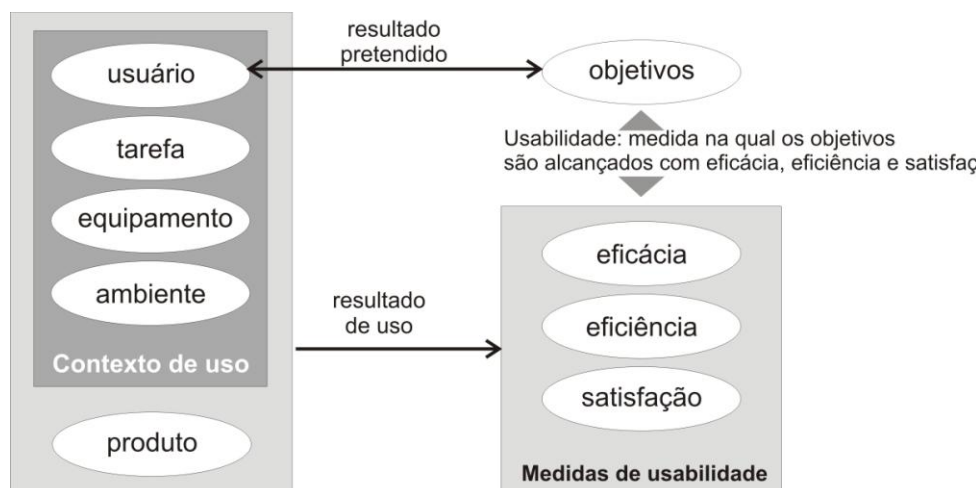 usuário
tarefa
equipamento
ambiente
Contexto de uso
produto
resultado
pretendido
resultado
de uso
objetivos
Usabilidade: medida na qual os objetivos
são alcançados com eficácia, eficiência e satisfaç
eficácia
eficiência
satisfação
Medidas de usabilidade